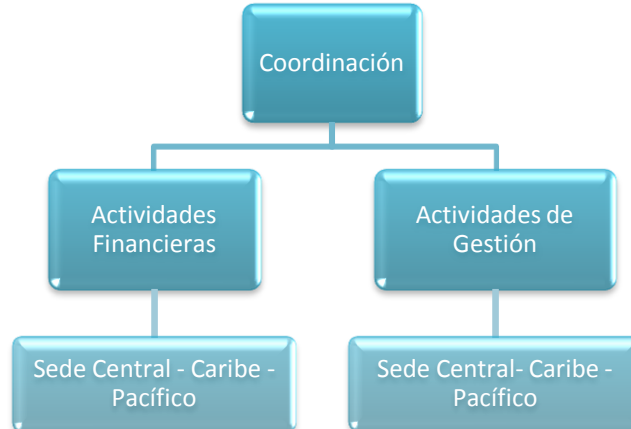 Coordinación
Actividades
Financieras
Actividades de
Gestión
Sede Central - Caribe -
Pacífico
Sede Central- Caribe -
Pacífico